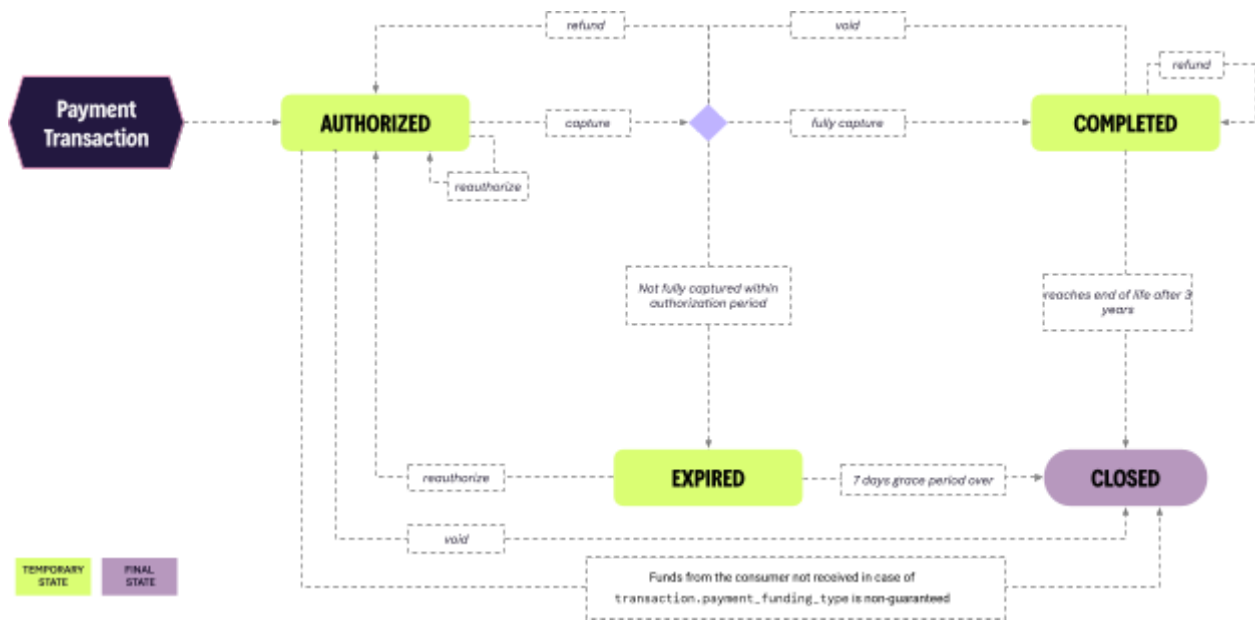 refund
void
refund
Payment
Transaction
AUTHORIZED
capture
fully capture
COMPLETED
reauthorize
Not fully captured within
authorization period
reaches end of life after 3
years
reauthorize
EXPIRED
7 days grace period over
CLOSED
void
TEMPORARY
STATE
FINAL
STATE
Funds from the consumer not received in case of
transaction.payment_funding_type is non-guaranteed